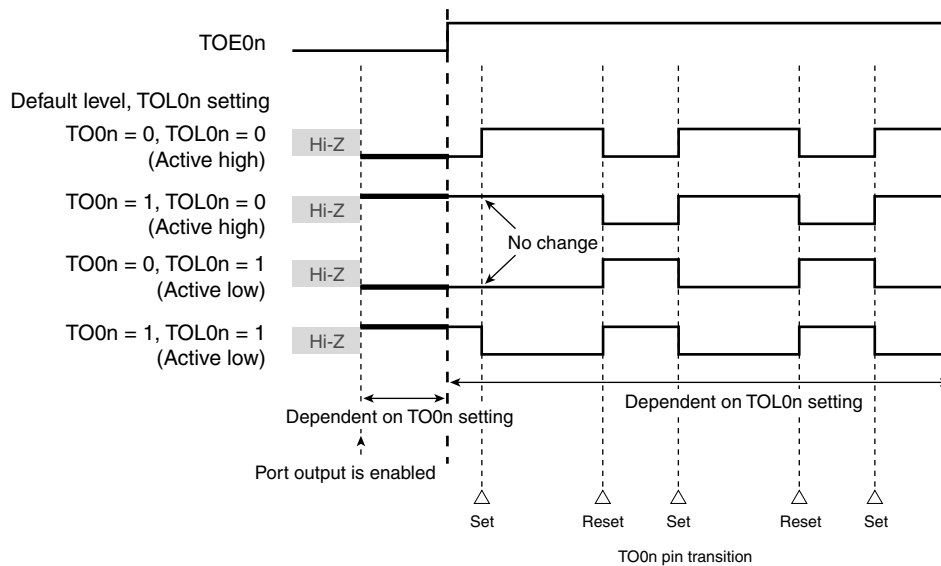 TOE0n
Default level, TOL0n setting
TO0n = 0, TOL0n = 0
(Active high)
Hi-Z
TO0n = 1, TOL0n = 0
(Active high)
Hi-Z
No change
TO0n = 0, TOL0n = 1
(Active low)
Hi-Z
TO0n = 1, TOL0n = 1
(Active low)
Hi-Z
Dependent on TO0n setting
Dependent on TOL0n setting
Port output is enabled
Set
Reset
Set
Reset
Set
TO0n pin transition